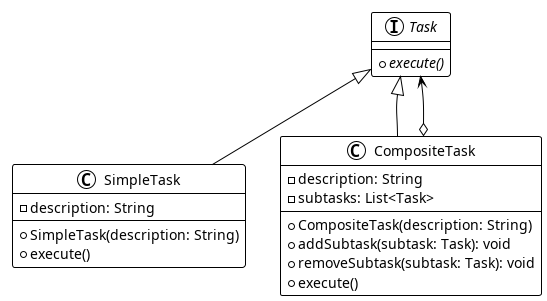 I Task
execute()
C SimpleTask
description: String
SimpleTask(description: String)
execute()
C CompositeTask
description: String
subtasks: List<Task>
CompositeTask(description: String)
addSubtask(subtask: Task): void
removeSubtask(subtask: Task): void
execute()